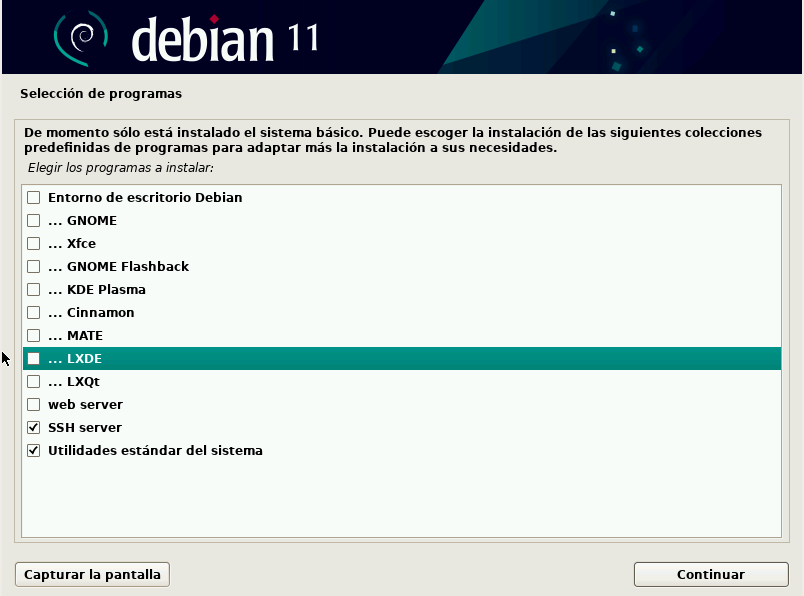 debian 11
Selección de programas
De momento sólo está instalado el sistema básico. Puede escoger la instalación de las siguientes colecciones
predefinidas de programas para adaptar más la instalación a sus necesidades.
Elegir los programas a instalar:
Entorno de escritorio Debian
... GNOME
... Xfce
... GNOME Flashback
... KDE Plasma
... Cinnamon
... MATE
... LXDE
... LXQt
web server
SSH server
Utilidades estándar del sistema
Capturar la pantalla
Continuar